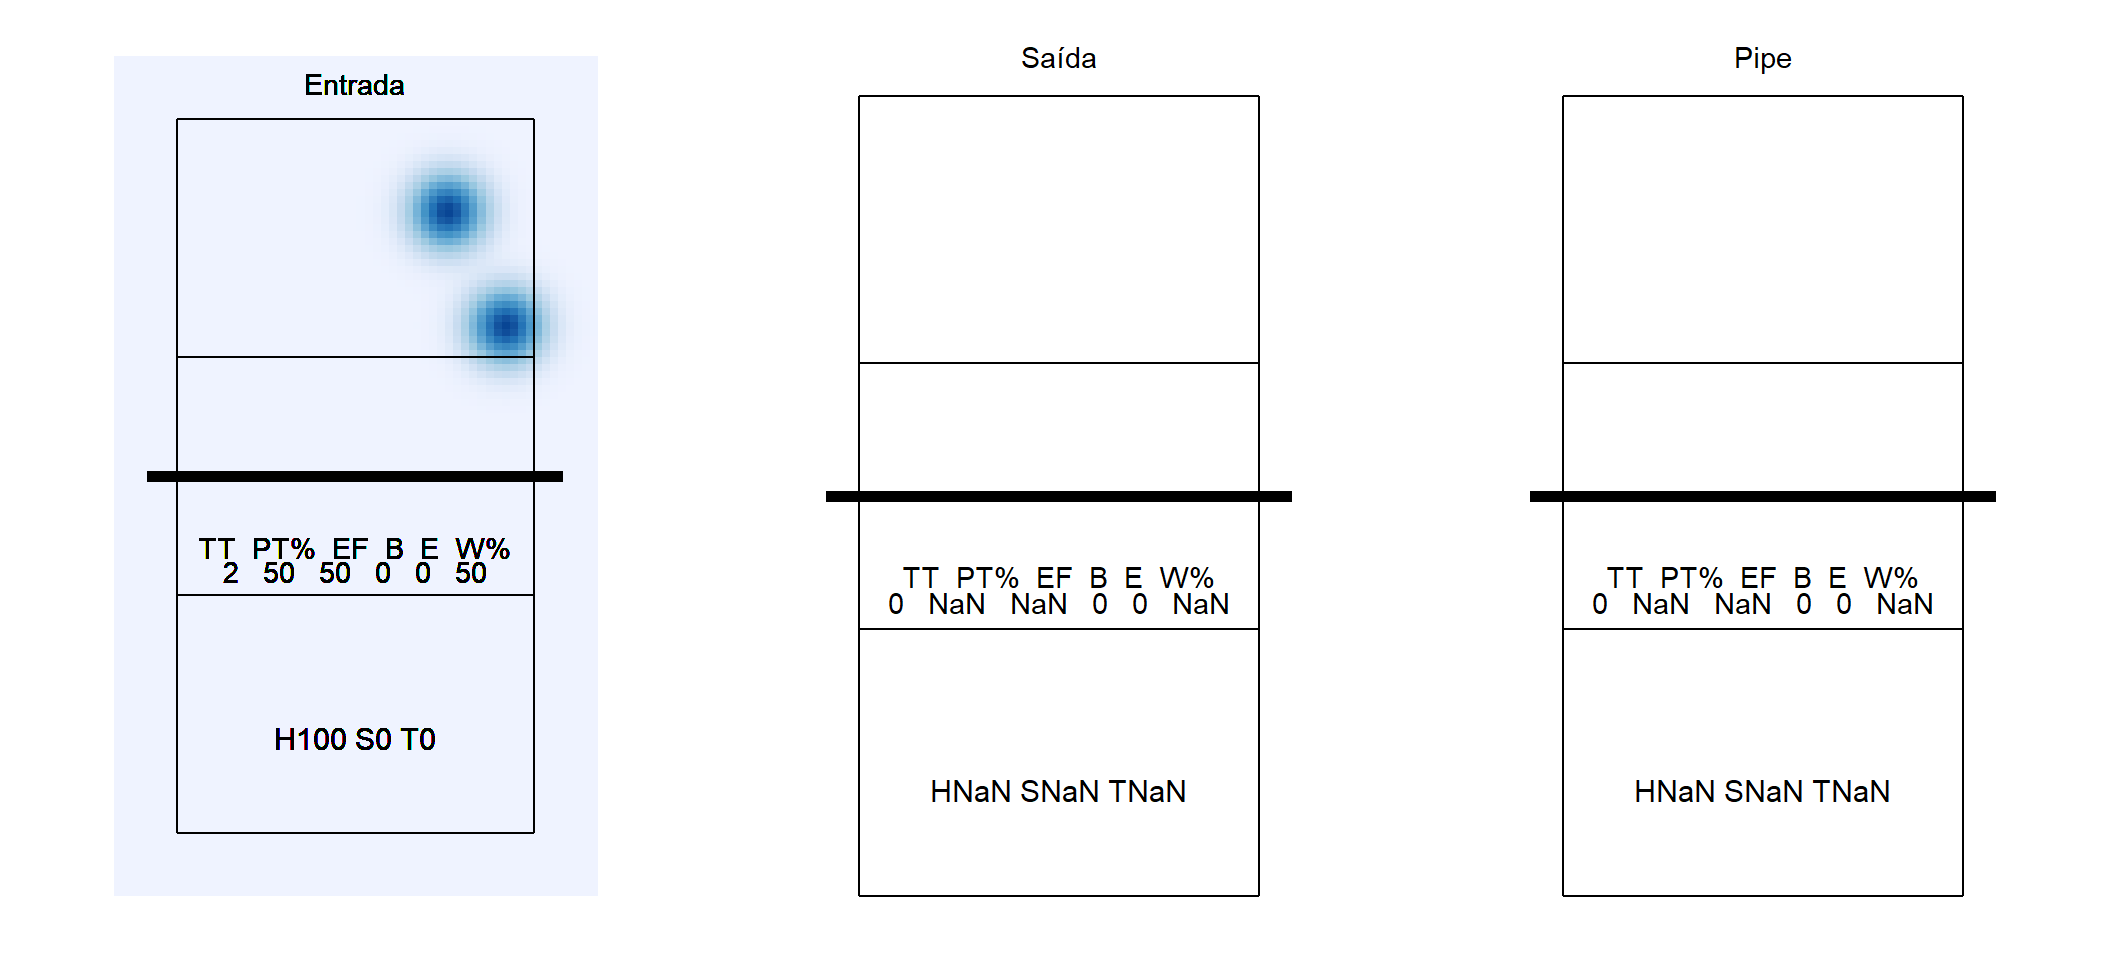 Entrada
TT PT% EF B E W%
2 50 50 0 0 50
H100 S0 T0
Saída
TT PT% EF B E W%
0 NaN NaN 0 0 NaN
HNaN SNaN TNaN
Pipe
TT PT% EF B E W%
0 NaN NaN 0 0 NaN
HNaN SNaN TNaN